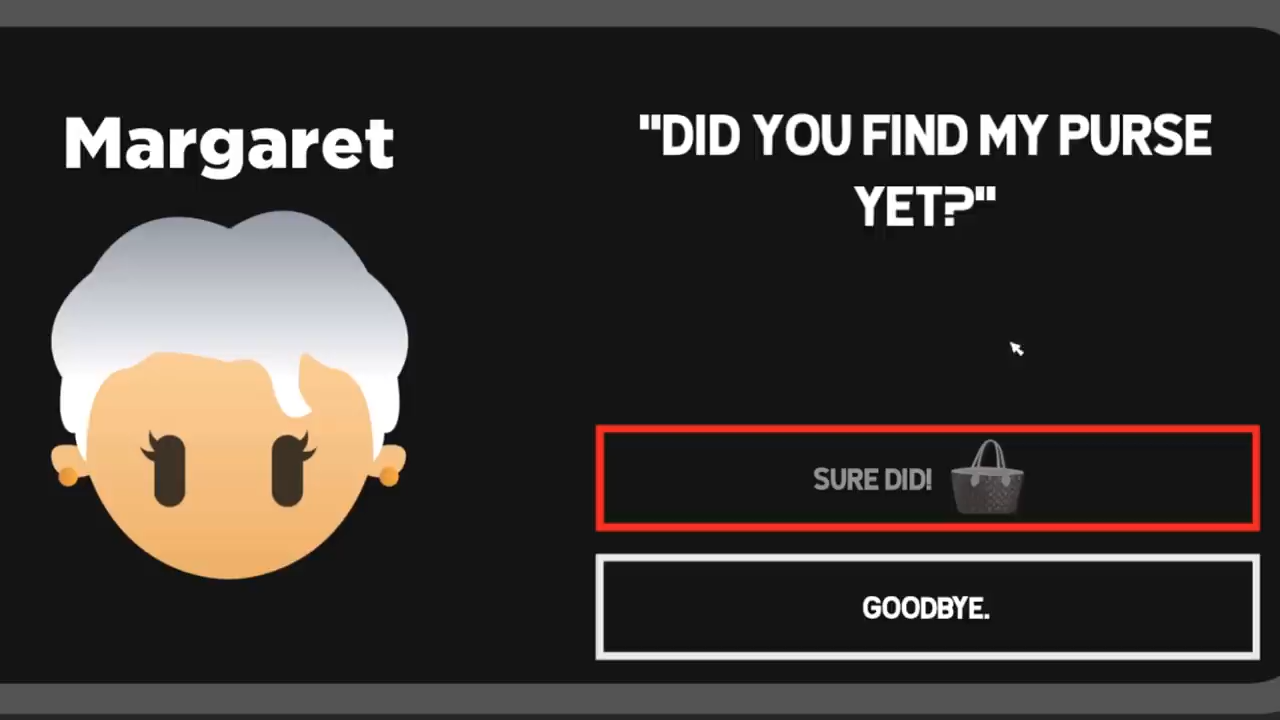 Margaret
"DID YOU FIND MY PURSE
YET?"
SURE DID!
GOODBYE.